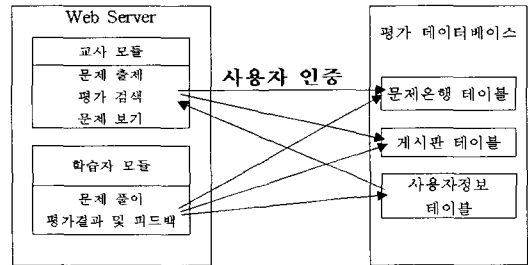 Web Server
교사 모듈
문제 출제
평가 검색
문제 보기
학습자 모듈
문제 풀이
평가결과 및 피드백
사용자 인증
평가 데이터베이스
문제은행 테이블
게시판 테이블
사용자정보
테이블